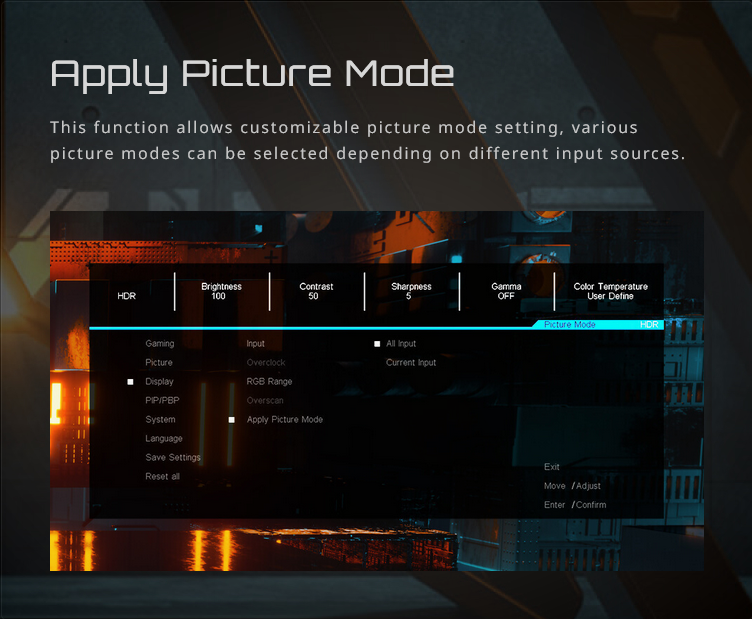 Apply Picture Mode
This function allows customizable picture mode setting, various
picture modes can be selected depending on different input sources.
HDR
Brightness
100
Contrast
50
Sharpness
5
Gamma
OFF
Color Temperature
User Define
Picture Mode HDR
Gaming Input All Input
Picture Overclock Current Input
Display RGB Range
PIP/PBP Overscan
System Apply Picture Mode
Language
Save Settings
Reset all
Exit
Move /Adjust
Enter /Confirm